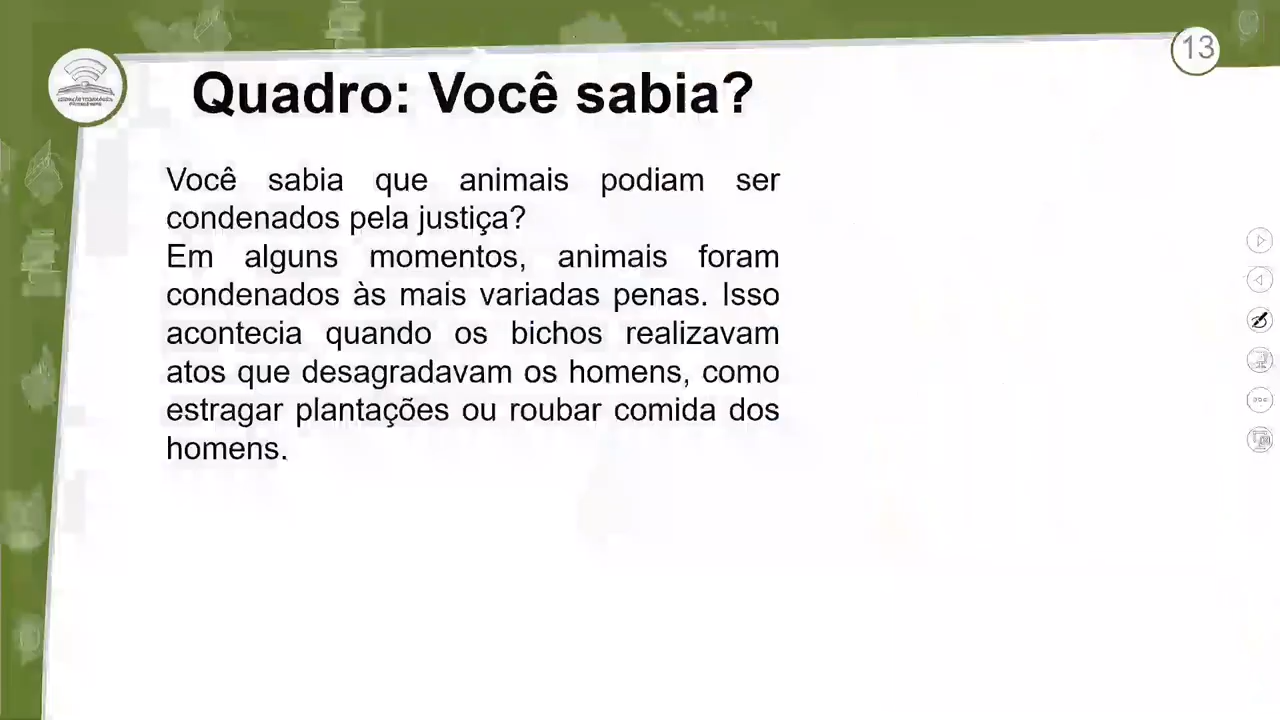 13
Quadro: Você sabia?
Você sabia que animais podiam ser
condenados pela justiça?
Em alguns momentos, animais foram
condenados às mais variadas penas. Isso
acontecia quando os bichos realizavam
atos que desagradavam os homens, como
estragar plantações ou roubar comida dos
homens.